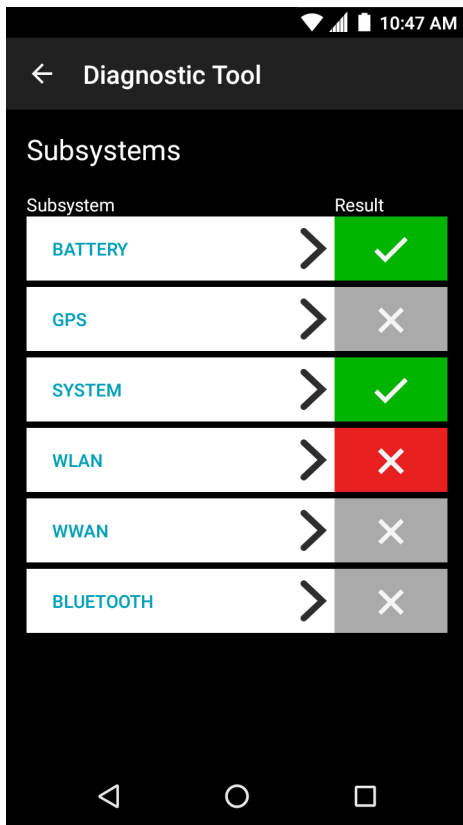 10:47 AM
Diagnostic Tool
Subsystems
Subsystem Result
BATTERY
GPS
SYSTEM
WLAN
WWAN
BLUETOOTH